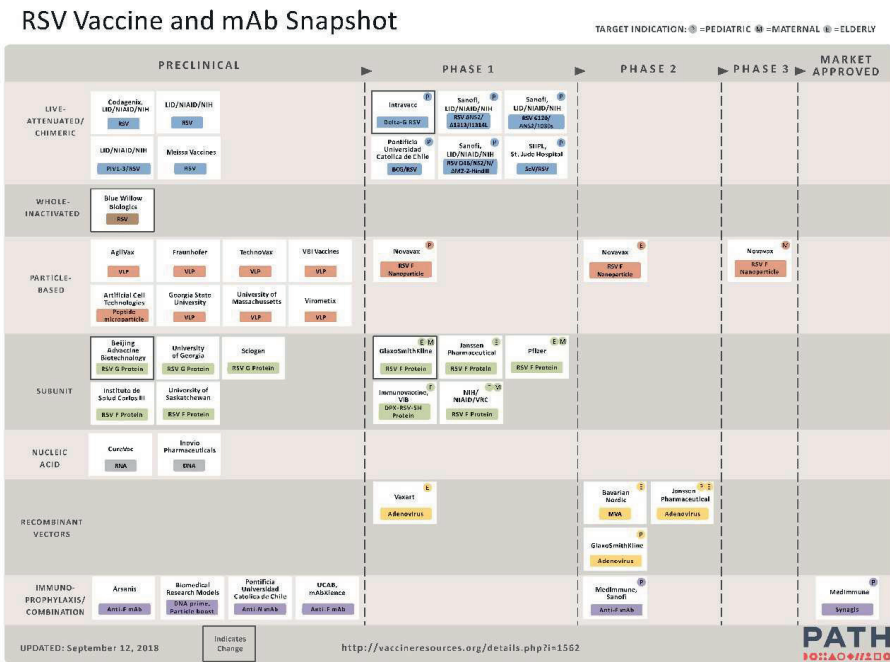 RSV Vaccine and mAb Snapshot
TARGET INDICATION: P =PEDIATRIC M =MATERNAL E =ELDERLY
PRECLINICAL
PHASE 1
PHASE 2
PHASE 3
MARKET
APPROVED
LIVE-
ATTENUATED/
CHIMERIC
Codagenix,
LID/NIAID/NIH
RSV
LID/NIAID/NIH
RSV
LID/NIAID/NIH
PIV1-3/RSV
Meissa Vaccines
RSV
P
Intravacc
Delta-G RSV
P
Sanofi,
LID/NIAID/NIH
RSV ΔNS2/
Δ1313/I1314L
P
Sanofi,
LID/NIAID/NIH
P
Pontificia
Universidad
Catolica de Chile
BCG/RSV
P
Sanofi,
LID/NIAID/NIH
RSV D46/NS2/N/
ΔM2-2-HindIII
P
SIIPL,
St. Jude Hospital
SeV/RSV
WHOLE-
INACTIVATED
Blue Willow
Biologics
RSV
PARTICLE-
BASED
AgilVax
VLP
Fraunhofer
VLP
TechnoVax
VLP
VBI Vaccines
VLP
Artificial Cell
Technologies
Peptide
microparticle
Georgia State
University
VLP
University of
Massachussetts
VLP
Virometix
VLP
P
Novavax
RSV F
Nanoparticle
E
Novavax
RSV F
Nanoparticle
M
Novavax
RSV F
Nanoparticle
SUBUNIT
Beijing
Advaccine
Biotechnology
RSV G Protein
University
of Georgia
RSV G Protein
Sciogen
RSV G Protein
Instituto de
Salud Carlos III
RSV F Protein
University of
Saskatchewan
RSV F Protein
E M
GlaxoSmithKline
RSV F Protein
E
Janssen
Pharmaceutical
RSV F Protein
E M
Pfizer
RSV F Protein
E
Immunovaccine,
VIB
DPX-RSV-SH
Protein
E M
NIH/
NIAID/VRC
RSV F Protein
NUCLEIC
ACID
CureVac
RNA
Inovio
Pharmaceuticals
DNA
RECOMBINANT
VECTORS
E
Vaxart
Adenovirus
E
Bavarian
Nordic
MVA
P E
Janssen
Pharmaceutical
Adenovirus
P
GlaxoSmithKline
Adenovirus
IMMUNO-
PROPHYLAXIS/
COMBINATION
Arsanis
Anti-F mAb
Biomedical
Research Models
DNA prime,
Particle boost
Pontificia
Universidad
Catolica de Chile
Anti-N mAb
UCAB,
mAbXience
Anti-F mAb
P
MedImmune,
Sanofi
Anti-F mAb
P
MedImmune
Synagis
UPDATED: September 12, 2018
Indicates
Change
http://vaccineresources.org/details.php?i=1562
PATH